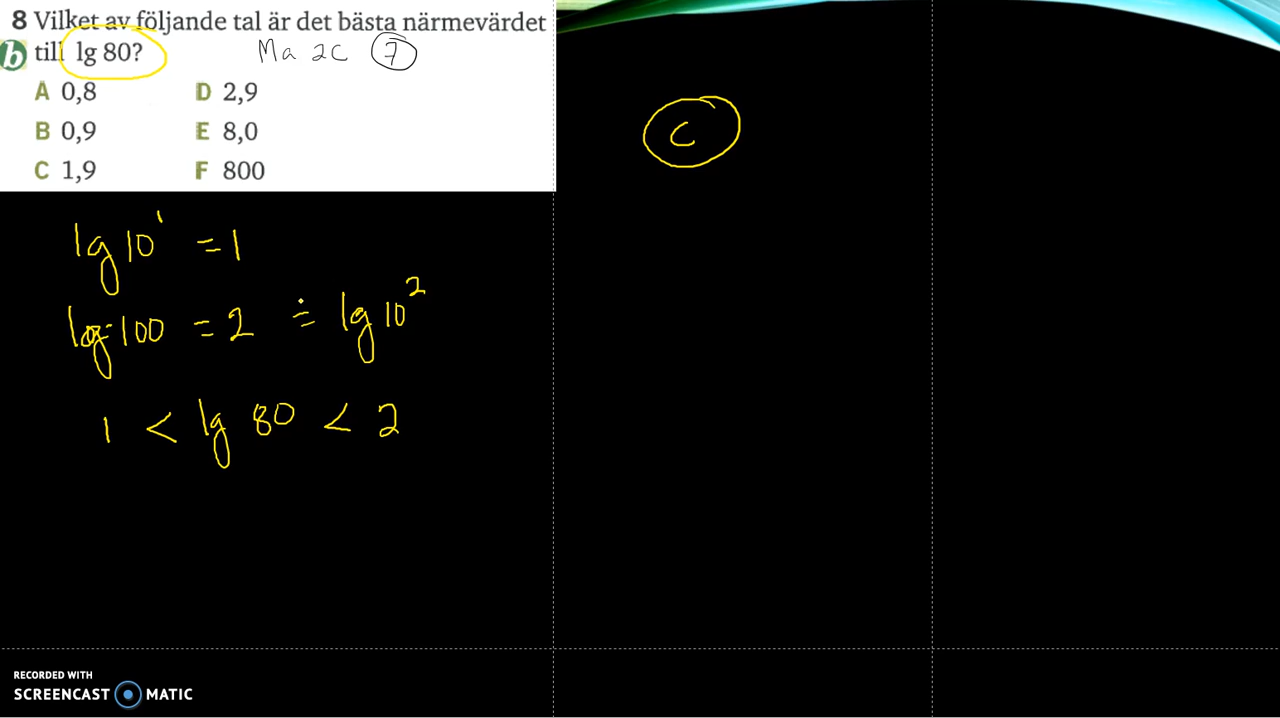 8 Vilket av följande tal är det bästa närmevärdet
b till lg 80? Ma 2c 7
A 0,8 D 2,9
B 0,9 E 8,0
C 1,9 F 800
C
lg 10¹ = 1
log 100 = 2 = lg 10²
1 < lg 80 < 2
RECORDED WITH
SCREENCAST MATIC